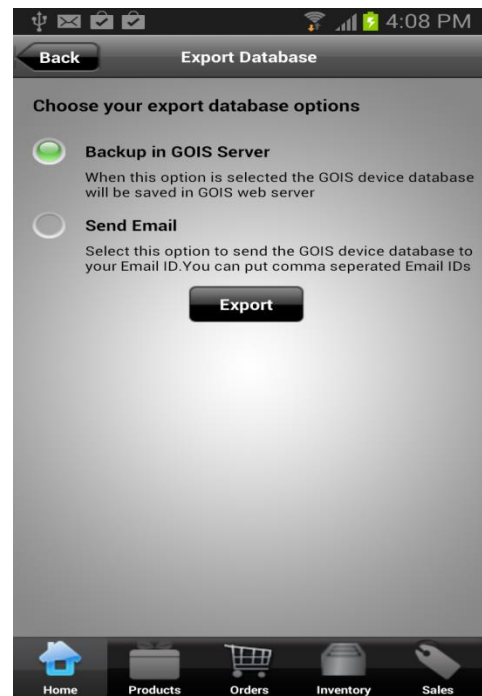 4:08 PM
Back
Export Database
Choose your export database options
Backup in GOIS Server
When this option is selected the GOIS device database
will be saved in GOIS web server
Send Email
Select this option to send the GOIS device database to
your Email ID.You can put comma seperated Email IDs
Export
Home
Products
Orders
Inventory
Sales